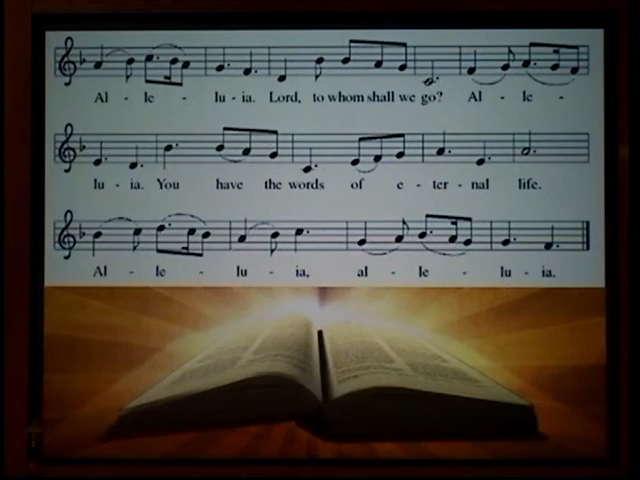 Al - le - lu - ia. Lord, to whom shall we go? Al - le -
lu - ia. You have the words of e - ter - nal life.
Al - le - lu - ia, al - le - lu - ia.